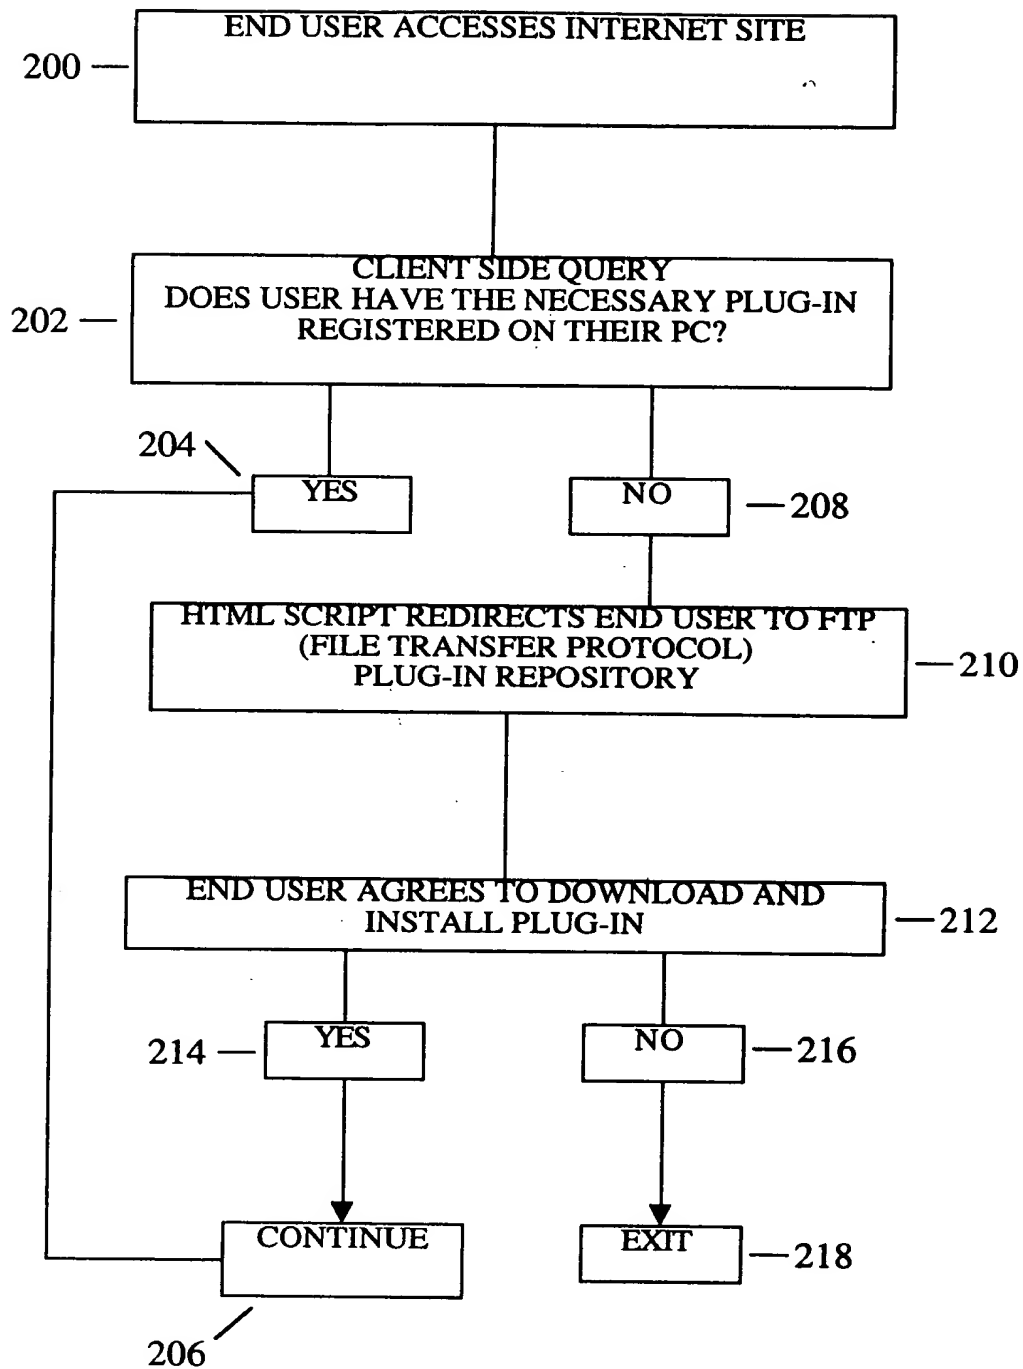 END USER ACCESSES INTERNET SITE
200
CLIENT SIDE QUERY
DOES USER HAVE THE NECESSARY PLUG-IN
REGISTERED ON THEIR PC?
202
204
YES
NO
208
HTML SCRIPT REDIRECTS END USER TO FTP
(FILE TRANSFER PROTOCOL)
PLUG-IN REPOSITORY
210
END USER AGREES TO DOWNLOAD AND
INSTALL PLUG-IN
212
214
YES
NO
216
CONTINUE
EXIT
218
206